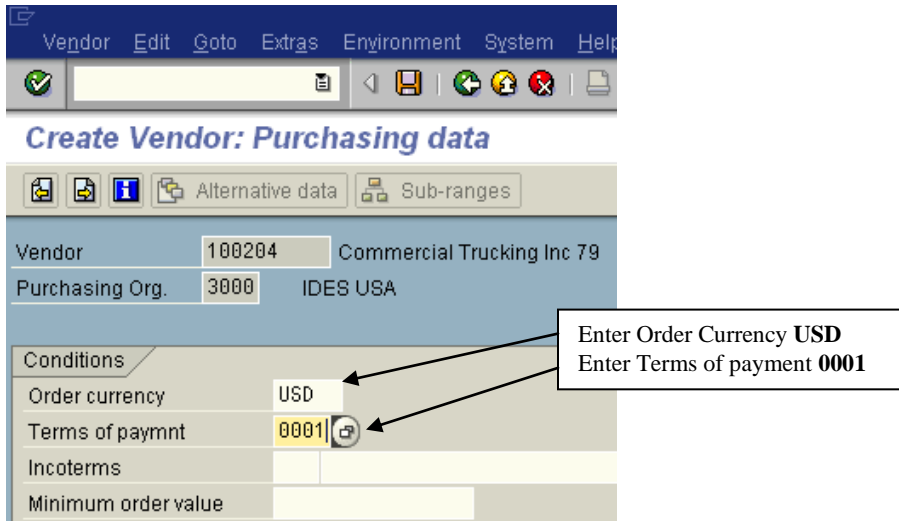 Vendor Edit Goto Extras Environment System Help
Create Vendor: Purchasing data
Alternative data Sub-ranges
Vendor 100204 Commercial Trucking Inc 79
Purchasing Org. 3000 IDES USA
Enter Order Currency USD
Enter Terms of payment 0001
Conditions
Order currency USD
Terms of paymnt 0001
Incoterms
Minimum order value